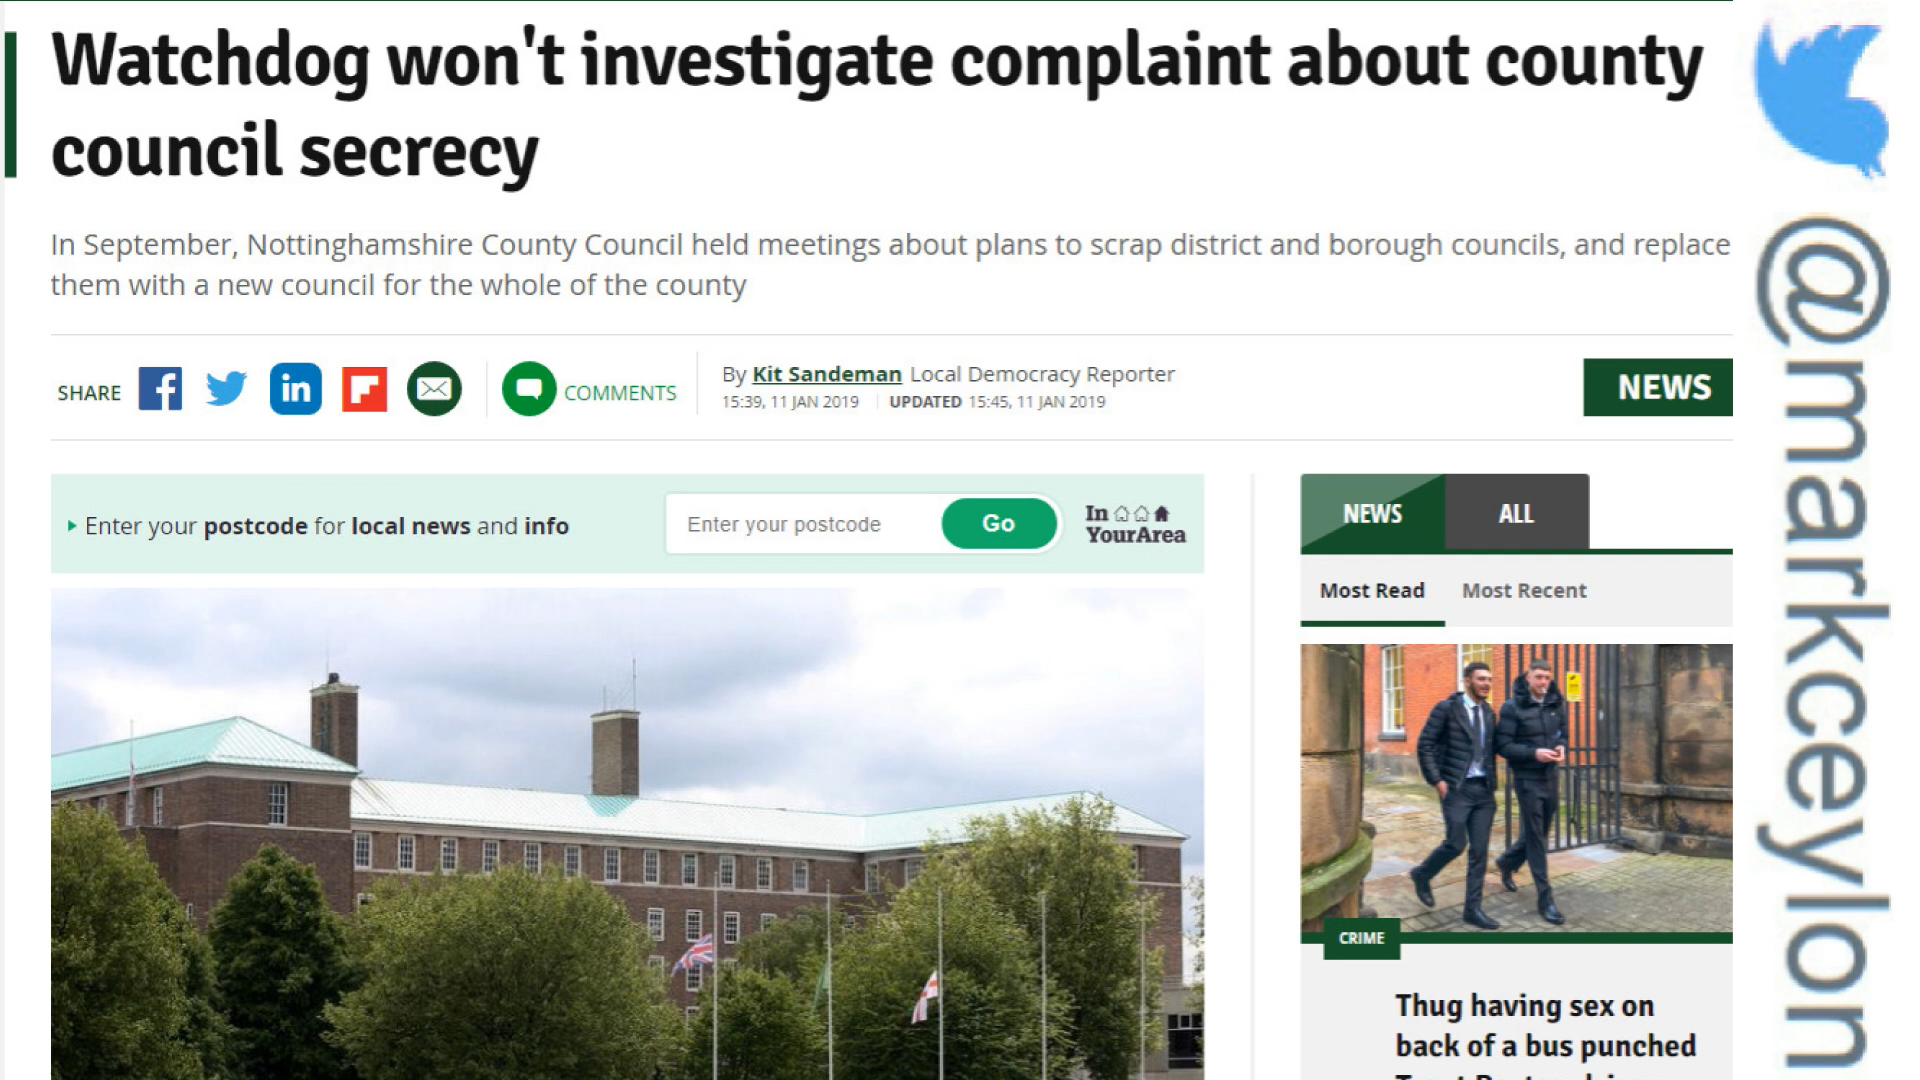 Watchdog won't investigate complaint about county
council secrecy
In September, Nottinghamshire County Council held meetings about plans to scrap district and borough councils, and replace
them with a new council for the whole of the county
SHARE
in
COMMENTS
By Kit Sandeman Local Democracy Reporter
15:39, 11 JAN 2019 UPDATED 15:45, 11 JAN 2019
NEWS
Enter your postcode for local news and info
Enter your postcode
Go
In
YourArea
NEWS
ALL
Most Read
Most Recent
CRIME
Thug having sex on
back of a bus punched
@markceylon